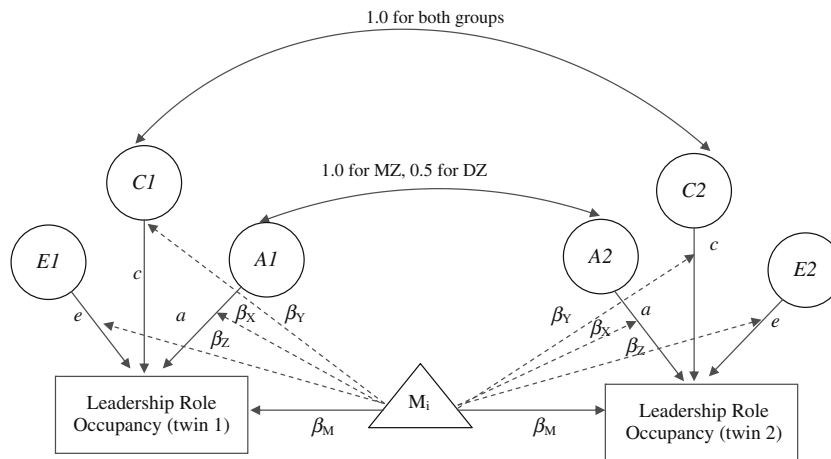 1.0 for both groups
C1
C2
1.0 for MZ, 0.5 for DZ
E1
A1
A2
E2
c
c
e
a
β_X
β_Y
β_Z
β_Y
β_X
a
β_Z
e
Leadership Role
Occupancy (twin 1)
M_i
Leadership Role
Occupancy (twin 2)
β_M
β_M